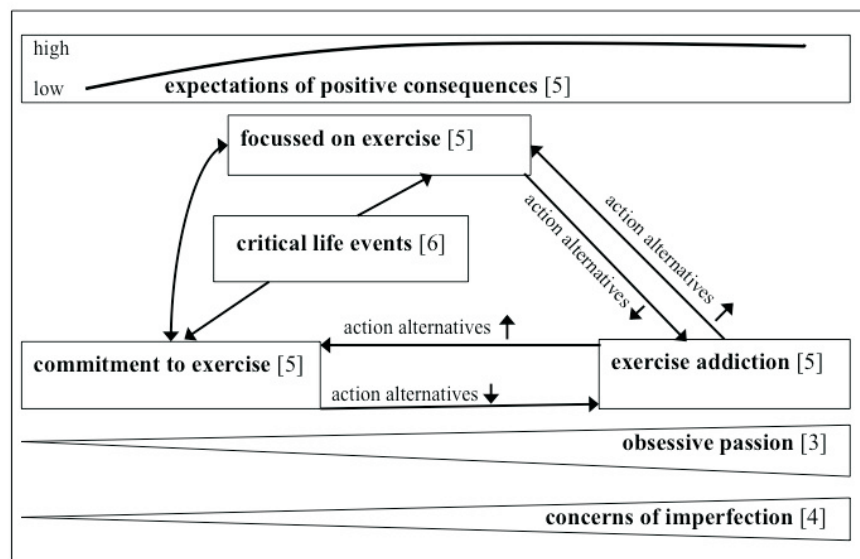 high
low
expectations of positive consequences [5]
focussed on exercise [5]
action alternatives
action alternatives
critical life events [6]
action alternatives
commitment to exercise [5]
exercise addiction [5]
action alternatives
obsessive passion [3]
concerns of imperfection [4]